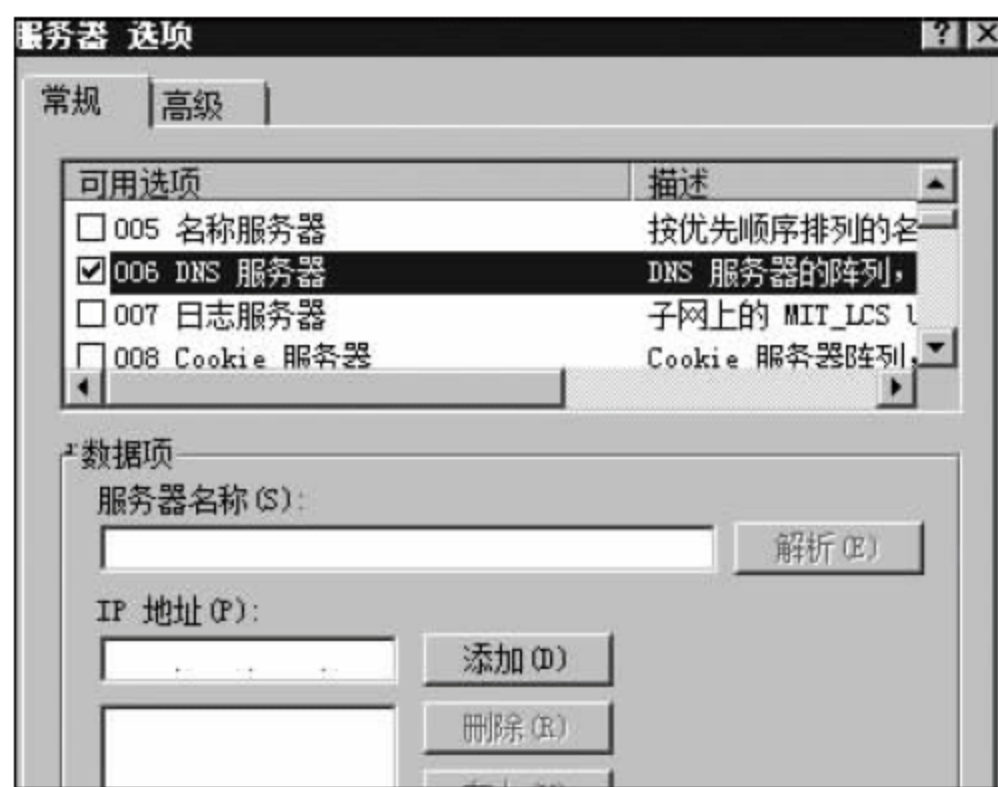 服务器 选项
常规 高级
可用选项 描述
005 名称服务器 按优先顺序排列的名
006 DNS 服务器 DNS 服务器的阵列，
007 日志服务器 子网上的 MIT_LCS U
008 Cookie 服务器 Cookie 服务器阵列，
数据项
服务器名称(S):
解析(E)
IP 地址(P):
添加(D)
删除(R)